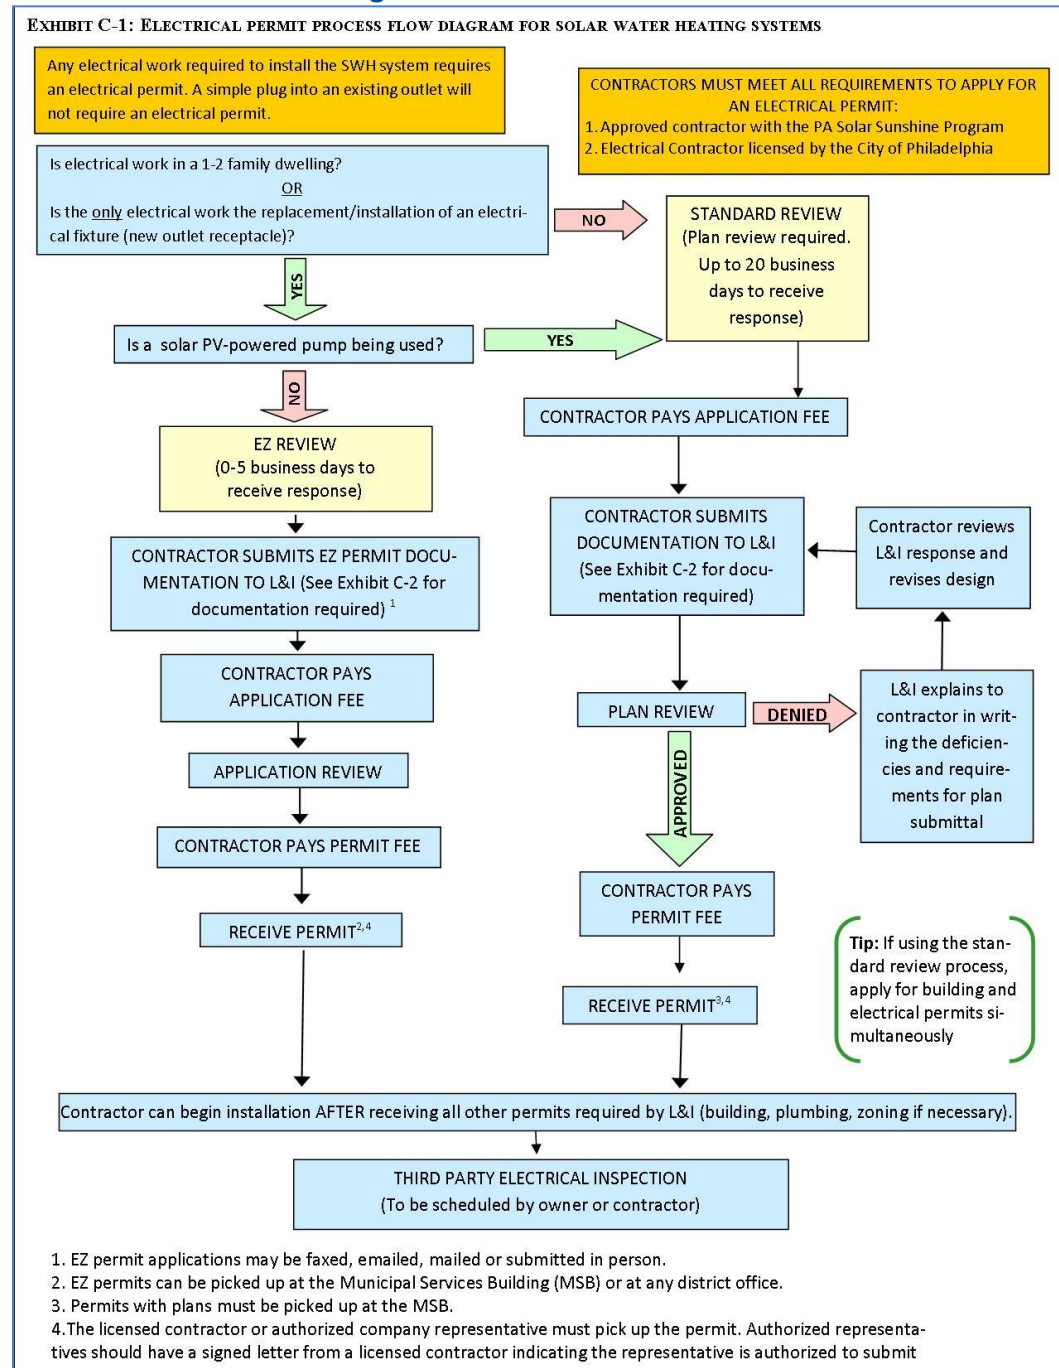 EXHIBIT C-1: ELECTRICAL PERMIT PROCESS FLOW DIAGRAM FOR SOLAR WATER HEATING SYSTEMS
Any electrical work required to install the SWH system requires
an electrical permit. A simple plug into an existing outlet will
not require an electrical permit.
CONTRACTORS MUST MEET ALL REQUIREMENTS TO APPLY FOR
AN ELECTRICAL PERMIT:
1. Approved contractor with the PA Solar Sunshine Program
2. Electrical Contractor licensed by the City of Philadelphia
Is electrical work in a 1-2 family dwelling?
OR
Is the only electrical work the replacement/installation of an electri-
cal fixture (new outlet receptacle)?
NO
STANDARD REVIEW
(Plan review required.
Up to 20 business
days to receive
response)
YES
Is a solar PV-powered pump being used?
YES
NO
CONTRACTOR PAYS APPLICATION FEE
EZ REVIEW
(0-5 business days to
receive response)
CONTRACTOR SUBMITS
DOCUMENTATION TO L&I
(See Exhibit C-2 for docu-
mentation required)
Contractor reviews
L&I response and
revises design
CONTRACTOR SUBMITS EZ PERMIT DOCU-
MENTATION TO L&I (See Exhibit C-2 for
documentation required) 1
CONTRACTOR PAYS
APPLICATION FEE
PLAN REVIEW
DENIED
L&I explains to
contractor in writ-
ing the deficien-
cies and require-
ments for plan
submittal
APPLICATION REVIEW
APPROVED
CONTRACTOR PAYS PERMIT FEE
CONTRACTOR PAYS
PERMIT FEE
RECEIVE PERMIT2,4
Tip: If using the stan-
dard review process,
apply for building and
electrical permits si-
multaneously
RECEIVE PERMIT3,4
Contractor can begin installation AFTER receiving all other permits required by L&I (building, plumbing, zoning if necessary).
THIRD PARTY ELECTRICAL INSPECTION
(To be scheduled by owner or contractor)
1. EZ permit applications may be faxed, emailed, mailed or submitted in person.
2. EZ permits can be picked up at the Municipal Services Building (MSB) or at any district office.
3. Permits with plans must be picked up at the MSB.
4.The licensed contractor or authorized company representative must pick up the permit. Authorized representa-
tives should have a signed letter from a licensed contractor indicating the representative is authorized to submit